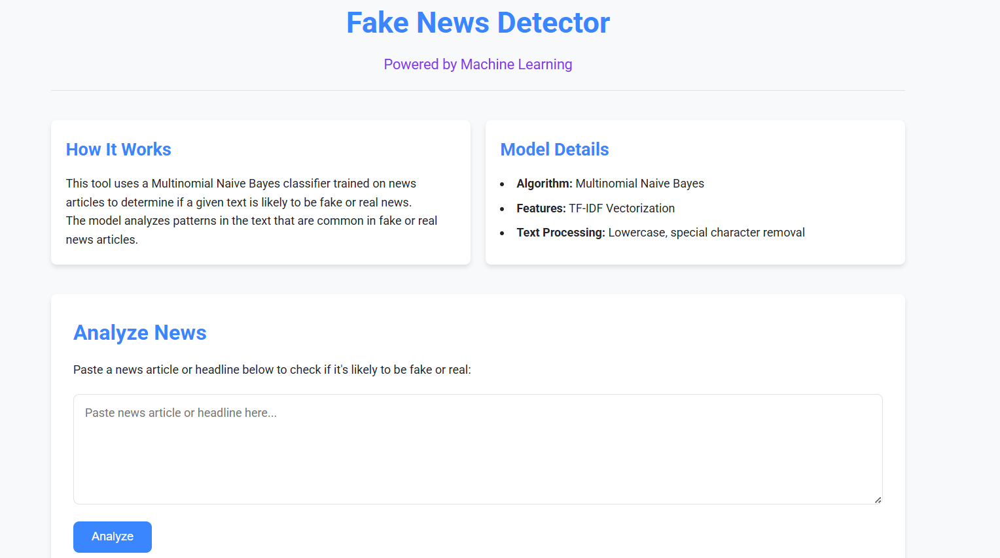 Fake News Detector
Powered by Machine Learning
How It Works
This tool uses a Multinomial Naive Bayes classifier trained on news
articles to determine if a given text is likely to be fake or real news.
The model analyzes patterns in the text that are common in fake or real
news articles.
Model Details
• Algorithm: Multinomial Naive Bayes
• Features: TF-IDF Vectorization
• Text Processing: Lowercase, special character removal
Analyze News
Paste a news article or headline below to check if it's likely to be fake or real:
Paste news article or headline here...
Analyze